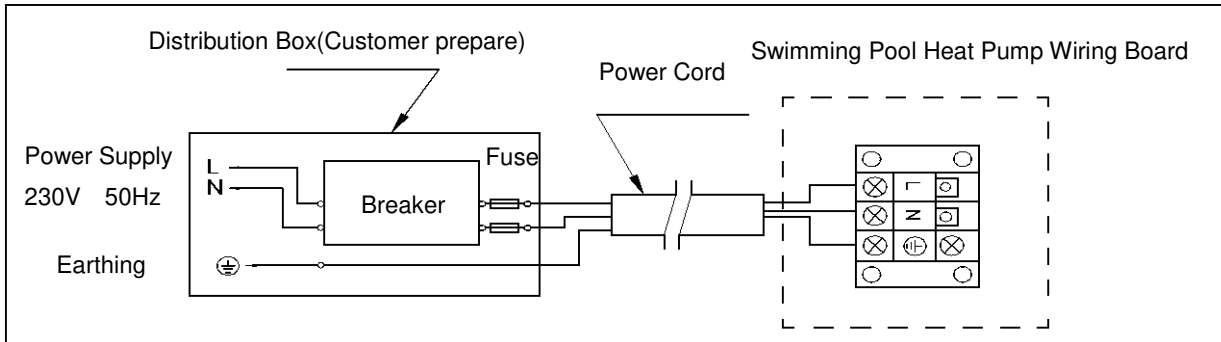 Distribution Box(Customer prepare)
Swimming Pool Heat Pump Wiring Board
Power Cord
Power Supply
230V 50Hz
L
N
Fuse
Breaker
Earthing
L
N